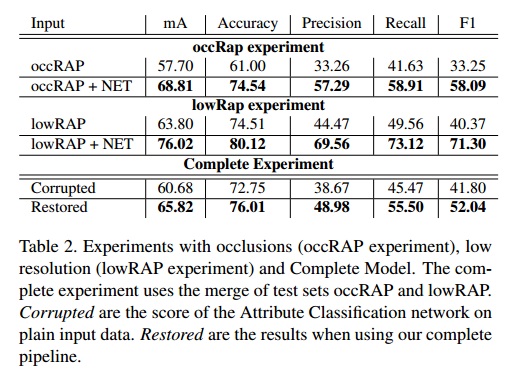 Input mA Accuracy Precision Recall F1
occRap experiment
occRAP 57.70 61.00 33.26 41.63 33.25
occRAP + NET 68.81 74.54 57.29 58.91 58.09
lowRap experiment
lowRAP 63.80 74.51 44.47 49.56 40.37
lowRAP + NET 76.02 80.12 69.56 73.12 71.30
Complete Experiment
Corrupted 60.68 72.75 38.67 45.47 41.80
Restored 65.82 76.01 48.98 55.50 52.04
Table 2. Experiments with occlusions (occRAP experiment), low
resolution (lowRAP experiment) and Complete Model. The com-
plete experiment uses the merge of test sets occRAP and lowRAP.
Corrupted are the score of the Attribute Classification network on
plain input data. Restored are the results when using our complete
pipeline.